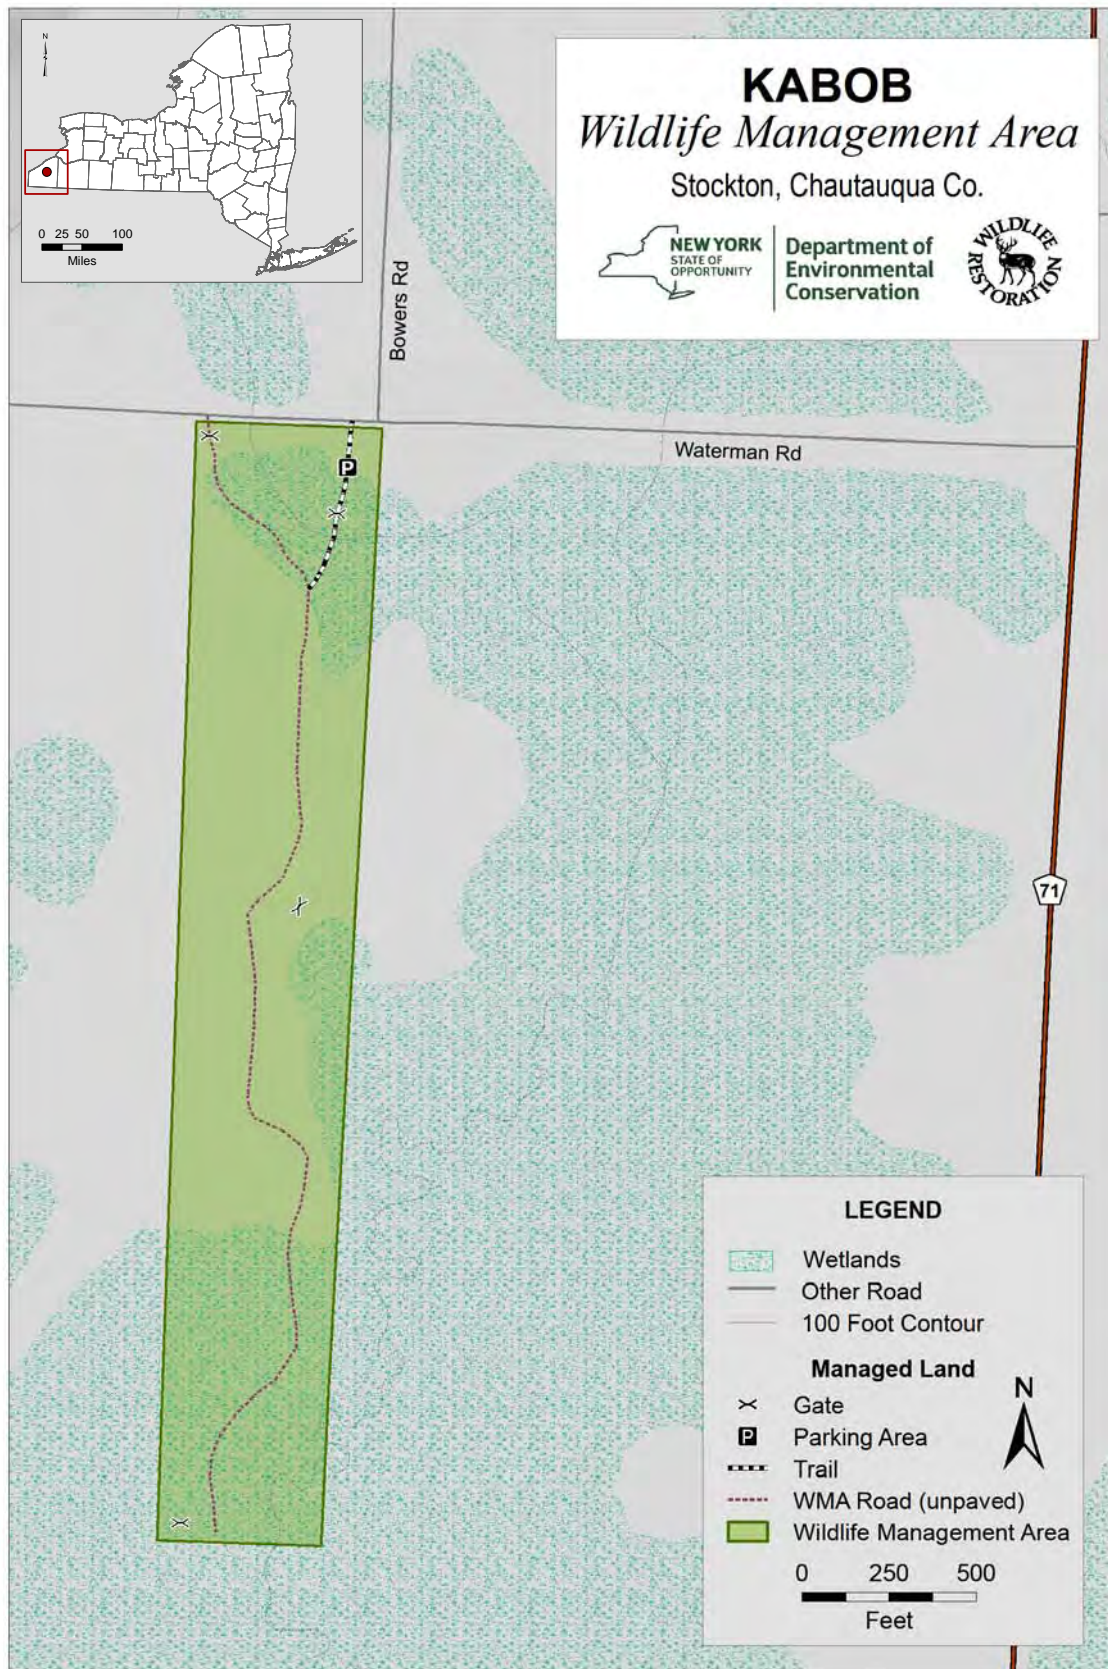 N
0 25 50 100
Miles
KABOB
Wildlife Management Area
Stockton, Chautauqua Co.
NEW YORK
STATE OF
OPPORTUNITY
Department of
Environmental
Conservation
WILDLIFE
RESTORATION
Bowers Rd
Waterman Rd
P
71
LEGEND
Wetlands
Other Road
100 Foot Contour
Managed Land
Gate
P Parking Area
Trail
WMA Road (unpaved)
Wildlife Management Area
N
0 250 500
Feet